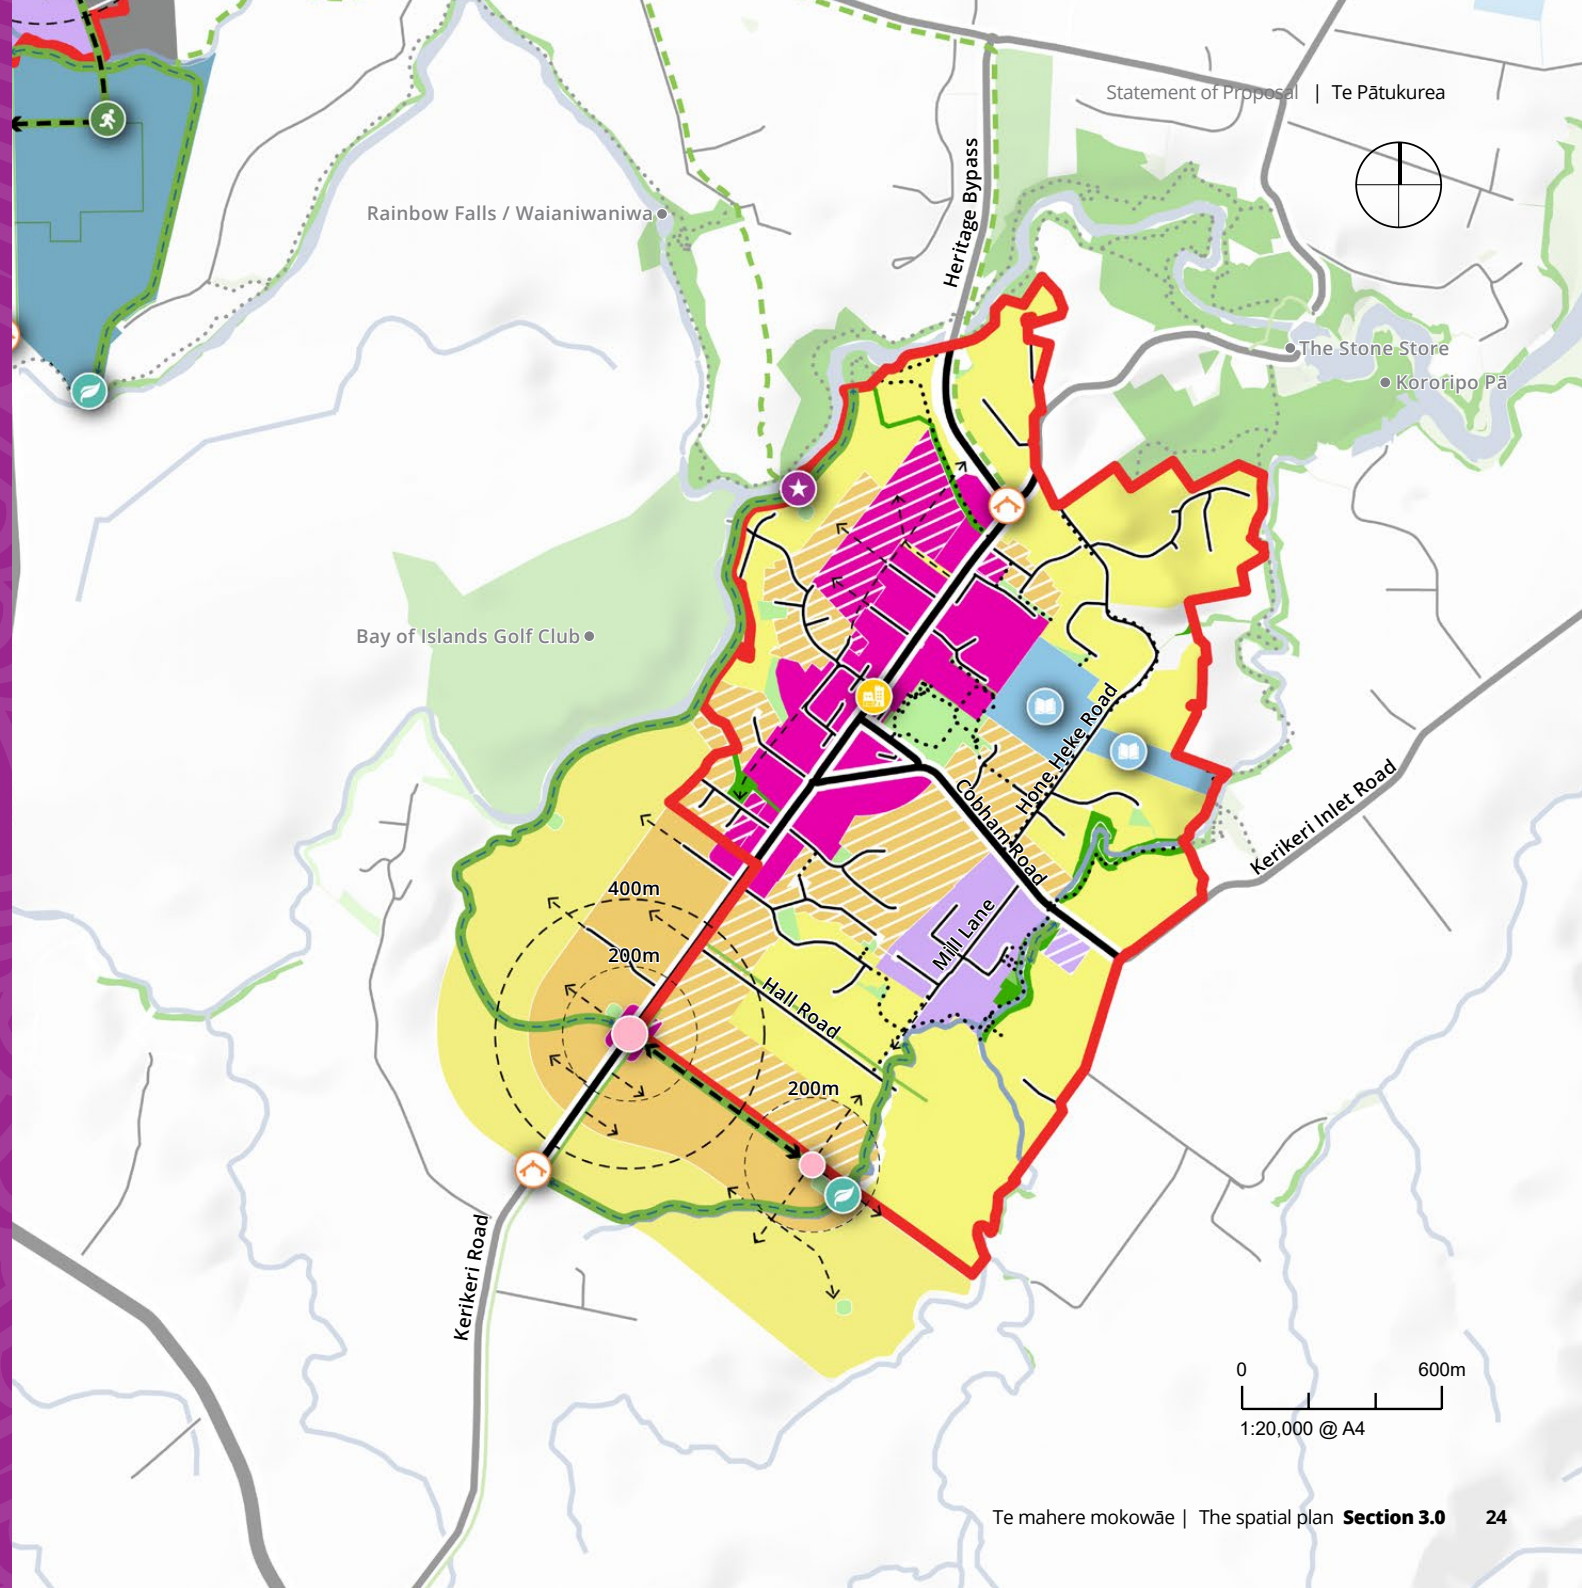 Statement of Proposal | Te Pātukurea
Heritage Bypass
Rainbow Falls / Waianiwaniwa
The Stone Store
Kororipo Pā
Bay of Islands Golf Club
Hone Heke Road
Cobham Road
Kerikeri Inlet Road
400m
200m
Mill Lane
Hall Road
200m
Kerikeri Road
0 600m
1:20,000 @ A4
Te mahere mokowāe | The spatial plan Section 3.0 24